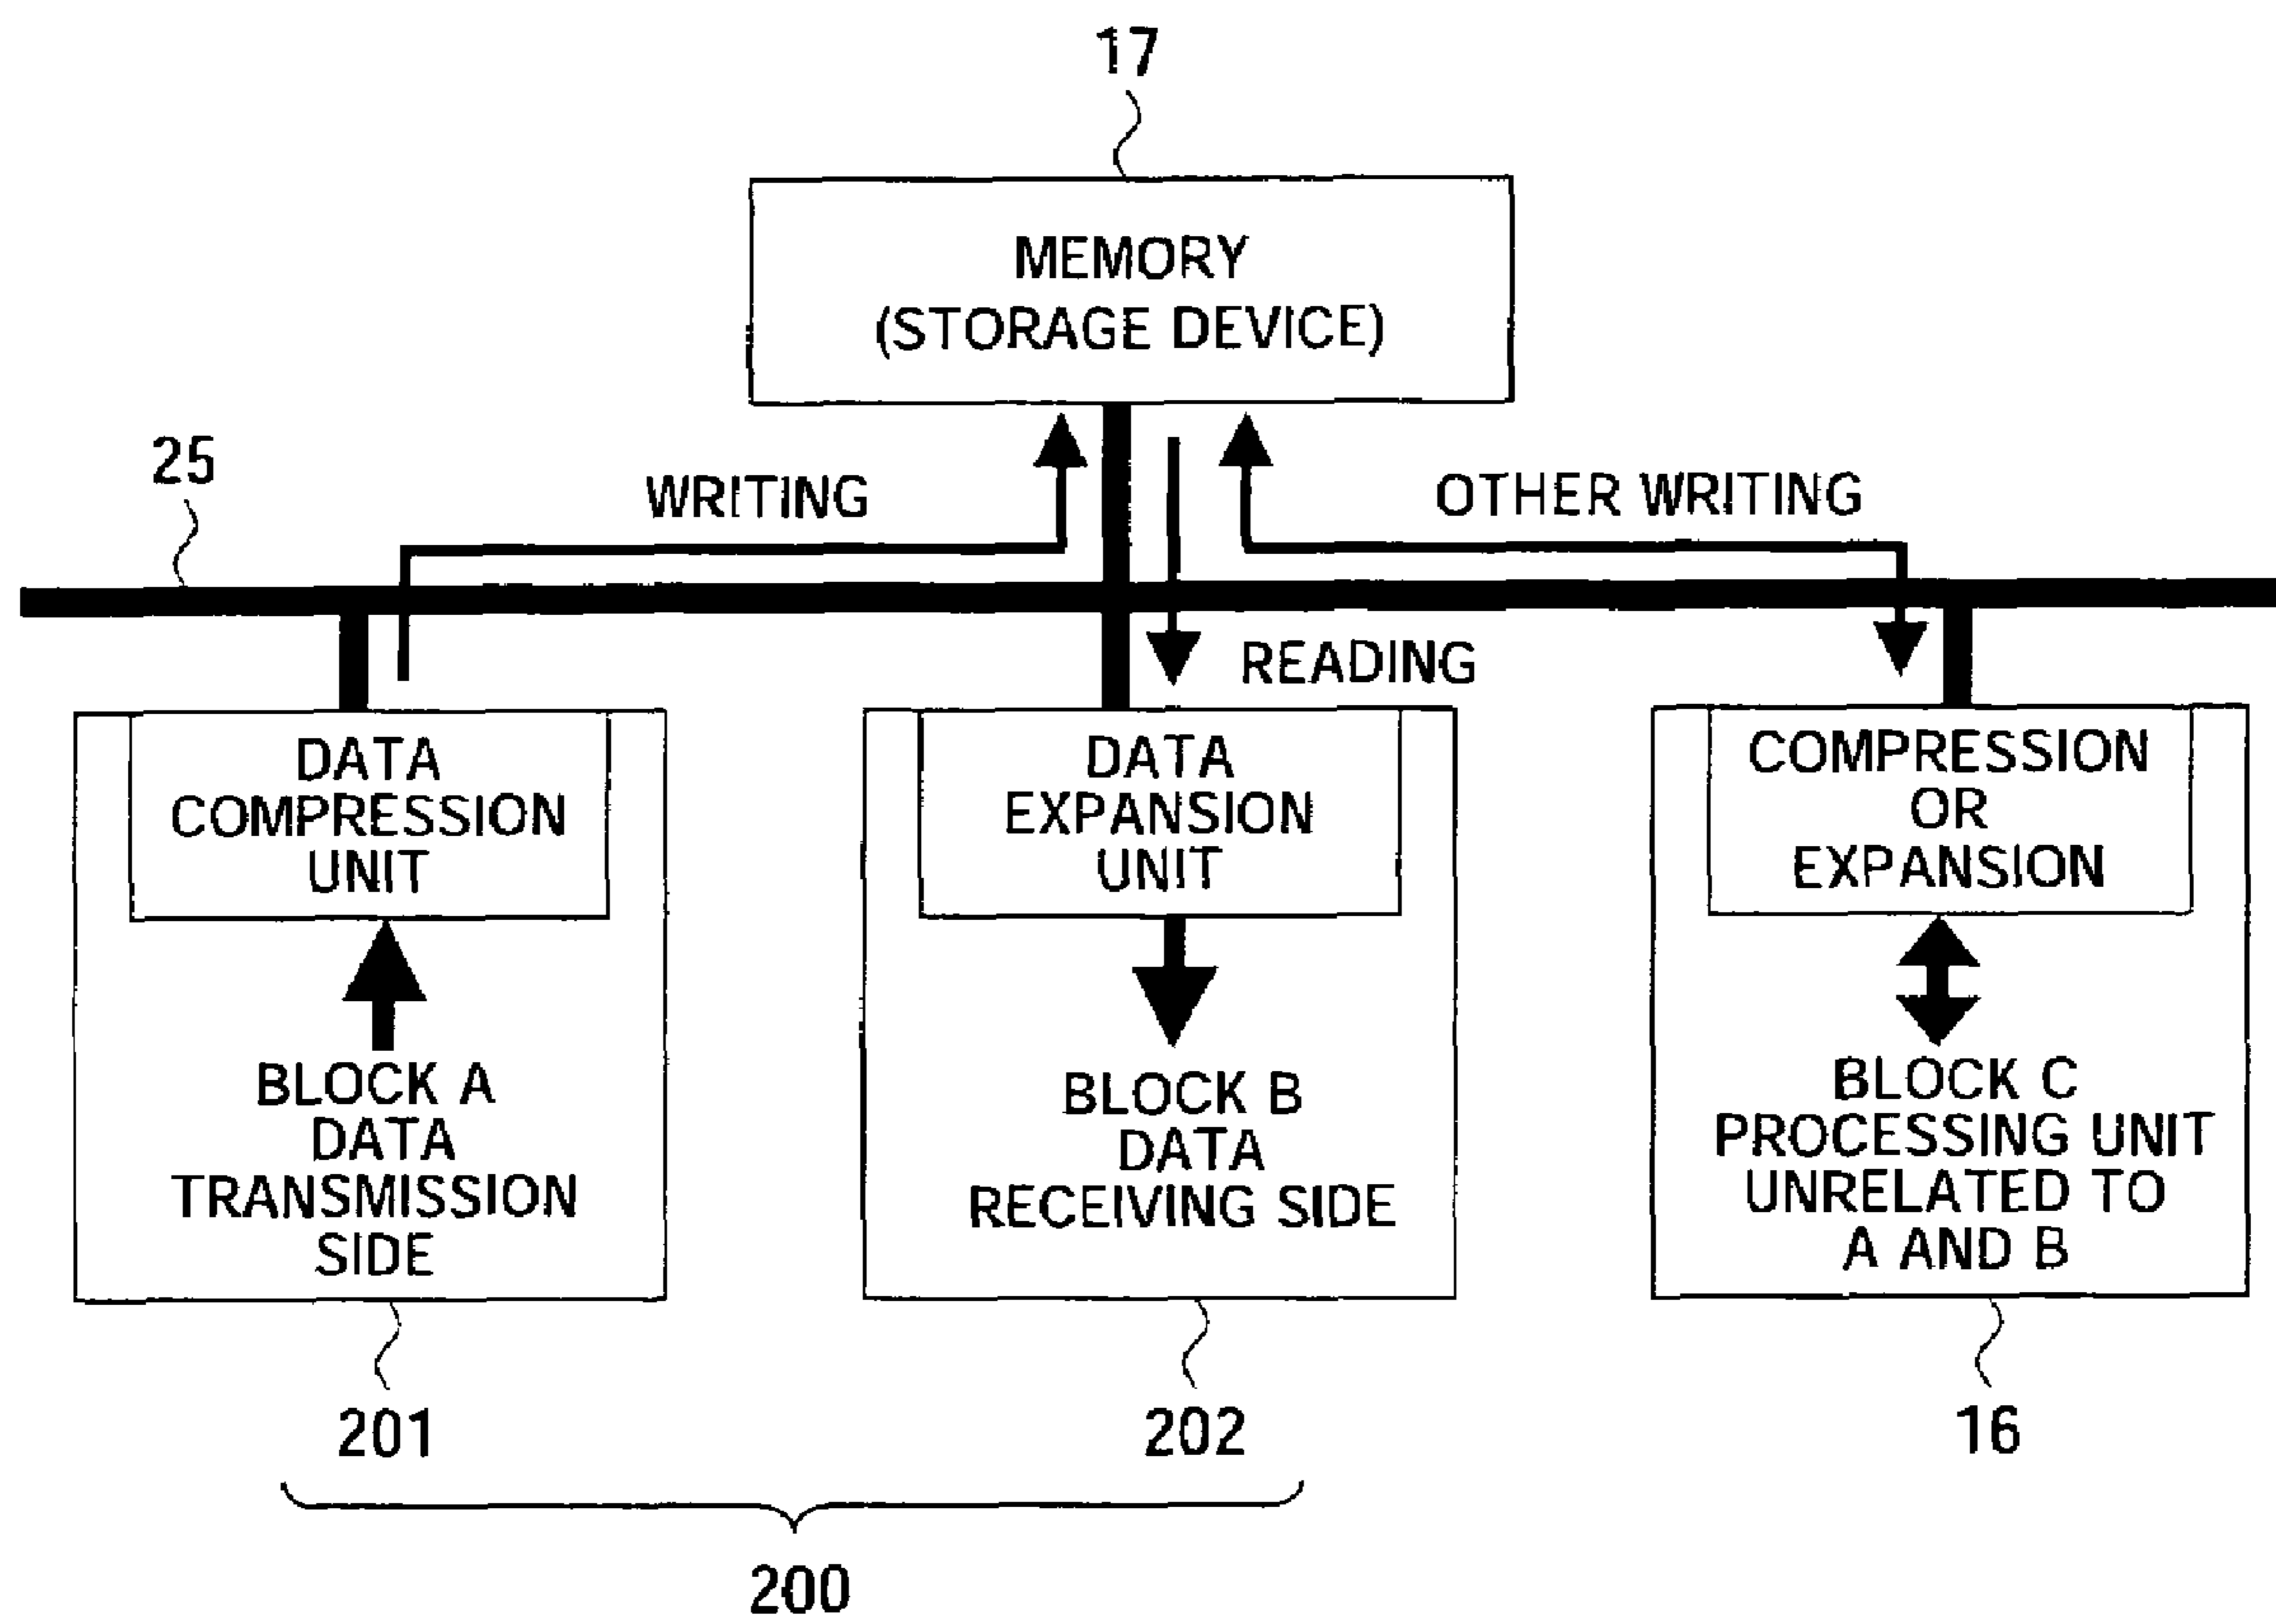 17
MEMORY
(STORAGE DEVICE)
25
WRITING
OTHER WRITING
READING
DATA
COMPRESSION
UNIT
BLOCK A
DATA
TRANSMISSION
SIDE
DATA
EXPANSION
UNIT
BLOCK B
DATA
RECEIVING SIDE
COMPRESSION
OR
EXPANSION
BLOCK C
PROCESSING UNIT
UNRELATED TO
A AND B
201
202
16
200